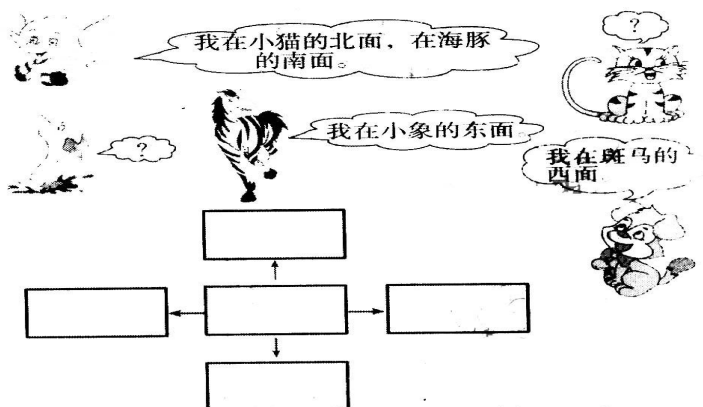 我在小猫的北面，在海豚
的南面。
?
?
我在小象的东面
我在斑马的
西面